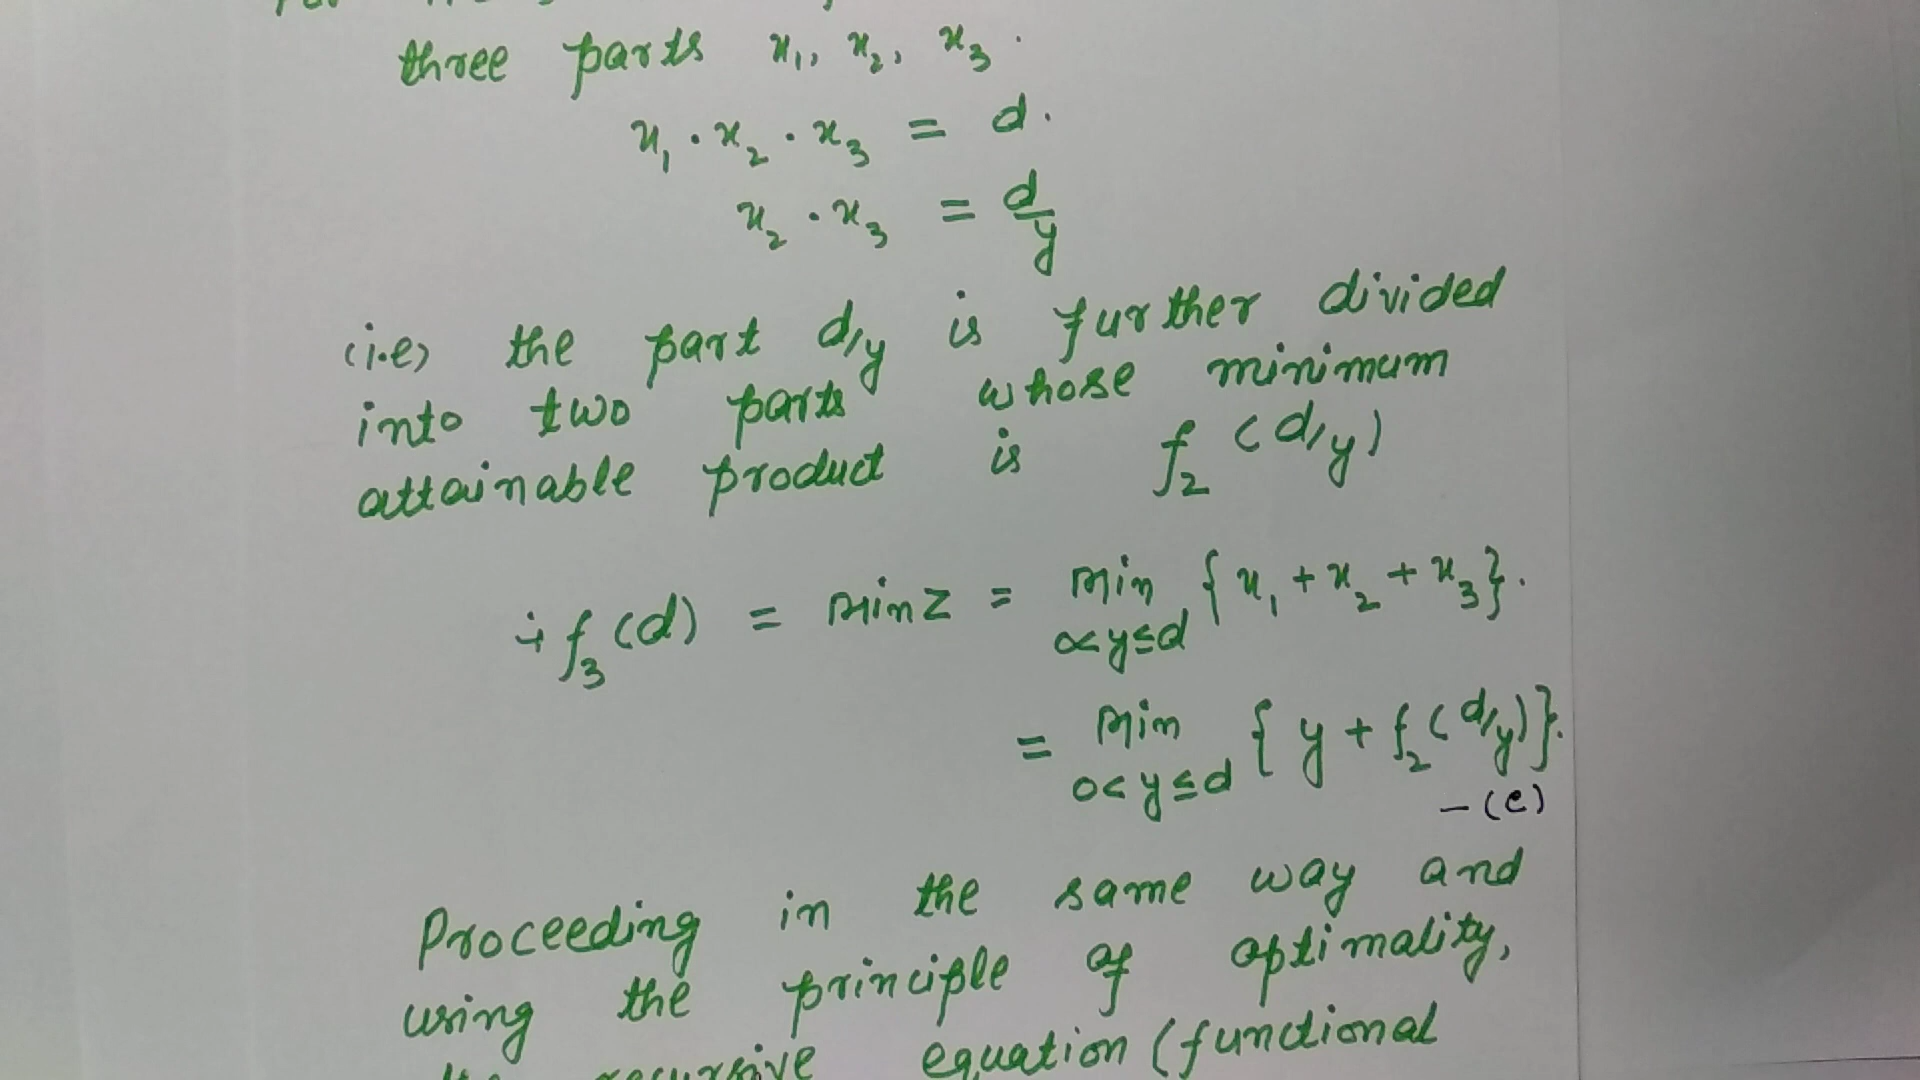 three parts x₁, x₂, x₃.
x₁ . x₂ . x₃ = d.
x₂ . x₃ = d/y
(i.e) the part d/y is further divided
into two parts whose minimum
attainable product is f₂ (d/y)
∴ f₃ (d) = Min Z = Min {x₁ + x₂ + x₃}.
0<y≤d
= Min { y + f₂ (d/y)}.
0<y≤d
— (e)
Proceeding in the same way and
using the principle of optimality,
the recursive equation (functional